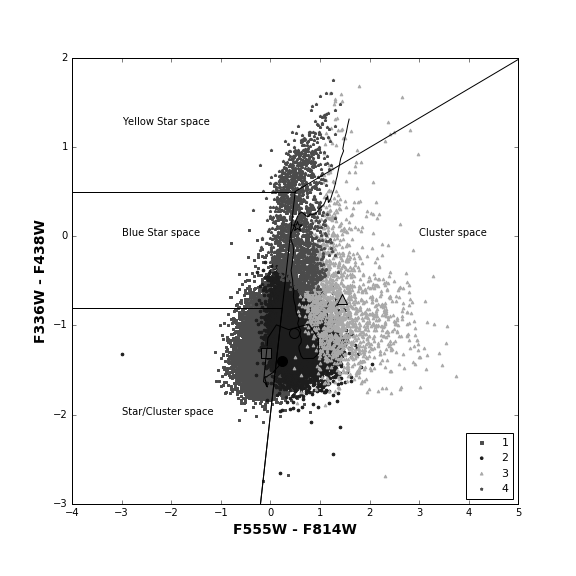 2
Yellow Star space
1
Blue Star space
Cluster space
0
F336W - F438W
−1
Star/Cluster space
−2
1
2
3
4
−3
−4 −3 −2 −1 0 1 2 3 4 5
F555W - F814W